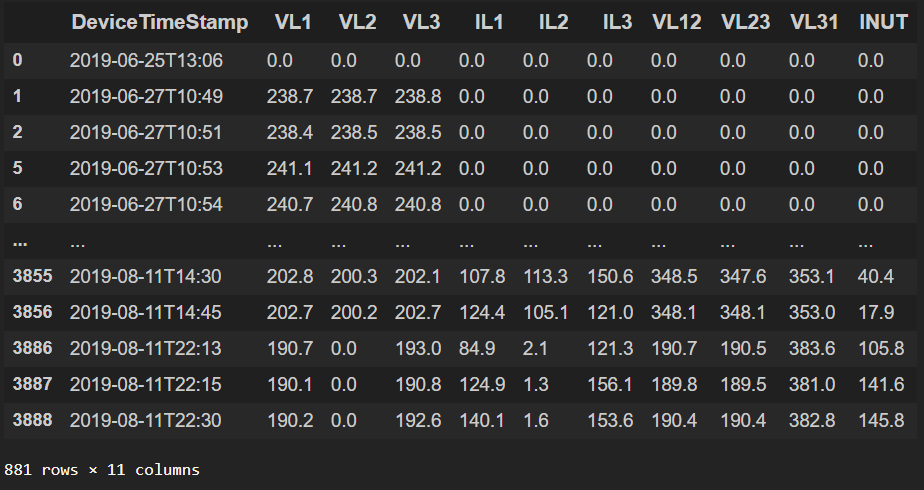 DeviceTimeStamp VL1 VL2 VL3 IL1 IL2 IL3 VL12 VL23 VL31 INUT
0 2019-06-25T13:06 0.0 0.0 0.0 0.0 0.0 0.0 0.0 0.0 0.0 0.0
1 2019-06-27T10:49 238.7 238.7 238.8 0.0 0.0 0.0 0.0 0.0 0.0 0.0
2 2019-06-27T10:51 238.4 238.5 238.5 0.0 0.0 0.0 0.0 0.0 0.0 0.0
5 2019-06-27T10:53 241.1 241.2 241.2 0.0 0.0 0.0 0.0 0.0 0.0 0.0
6 2019-06-27T10:54 240.7 240.8 240.8 0.0 0.0 0.0 0.0 0.0 0.0 0.0
... ... ... ... ... ... ... ... ... ... ... ...
3855 2019-08-11T14:30 202.8 200.3 202.1 107.8 113.3 150.6 348.5 347.6 353.1 40.4
3856 2019-08-11T14:45 202.7 200.2 202.7 124.4 105.1 121.0 348.1 348.1 353.0 17.9
3886 2019-08-11T22:13 190.7 0.0 193.0 84.9 2.1 121.3 190.7 190.5 383.6 105.8
3887 2019-08-11T22:15 190.1 0.0 190.8 124.9 1.3 156.1 189.8 189.5 381.0 141.6
3888 2019-08-11T22:30 190.2 0.0 192.6 140.1 1.6 153.6 190.4 190.4 382.8 145.8
881 rows × 11 columns